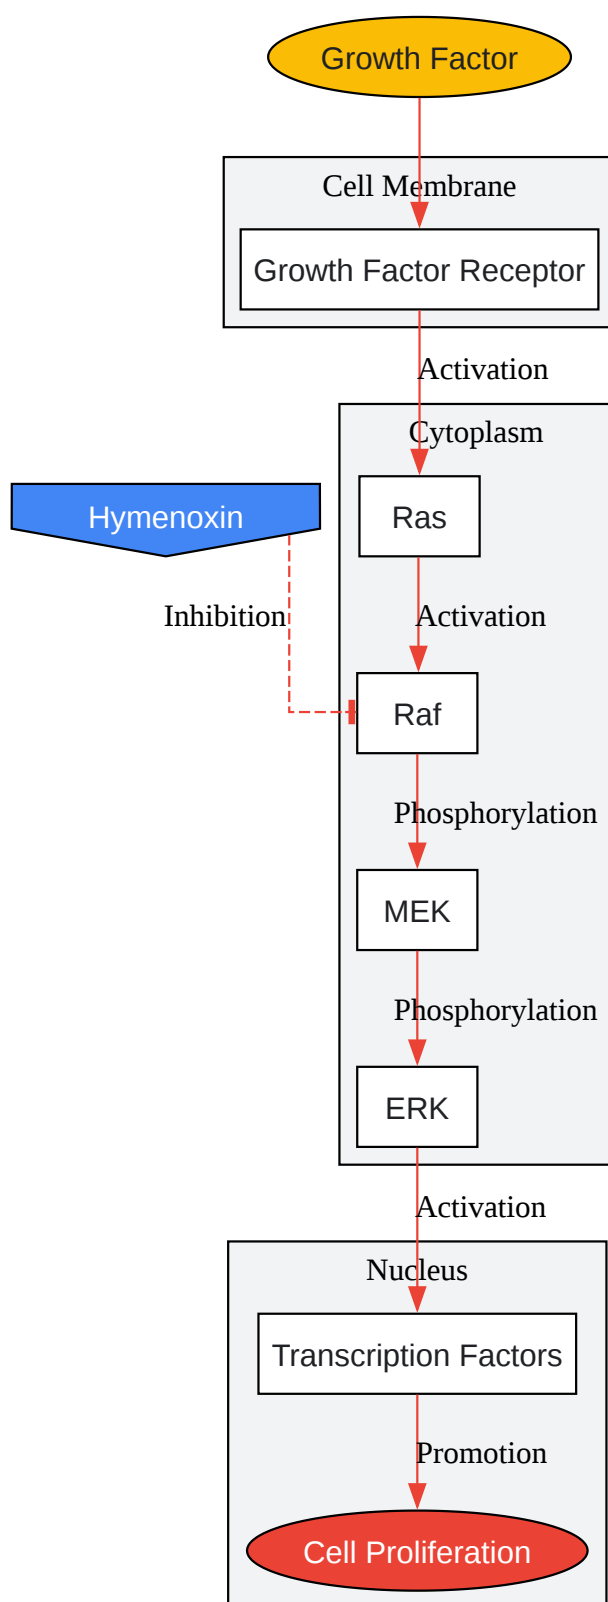 Growth Factor
Cell Membrane
Growth Factor Receptor
Activation
Cytoplasm
Hymenoxin
Ras
Inhibition
Activation
Raf
Phosphorylation
MEK
Phosphorylation
ERK
Activation
Nucleus
Transcription Factors
Promotion
Cell Proliferation